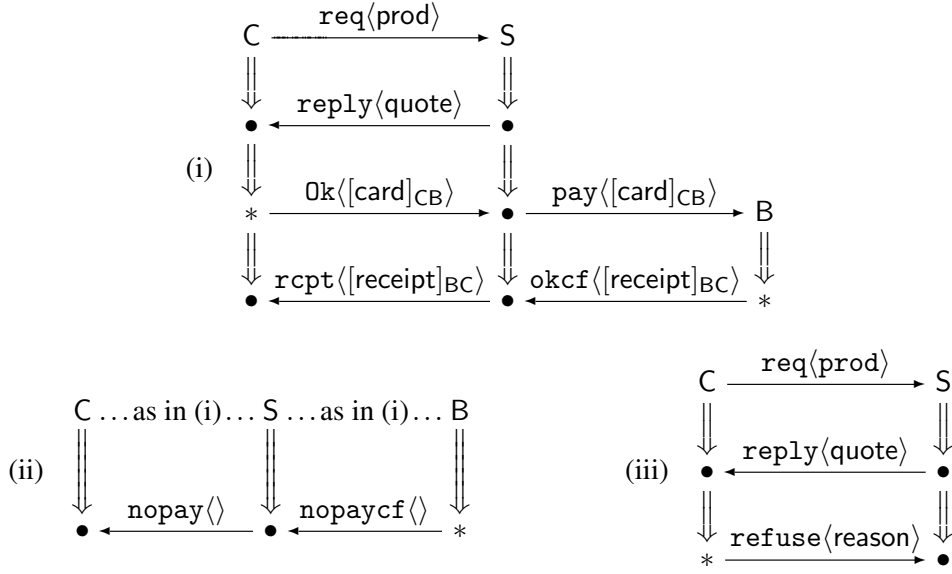 req⟨prod⟩
C S
reply⟨quote⟩
(i)
Ok⟨[card]CB⟩ pay⟨[card]CB⟩
* B
rcpt⟨[receipt]BC⟩ okcf⟨[receipt]BC⟩
*
C ...as in (i)... S ...as in (i)... B
(ii)
nopay⟨⟩ nopaycf⟨⟩
*
req⟨prod⟩
C S
reply⟨quote⟩
(iii)
refuse⟨reason⟩
*